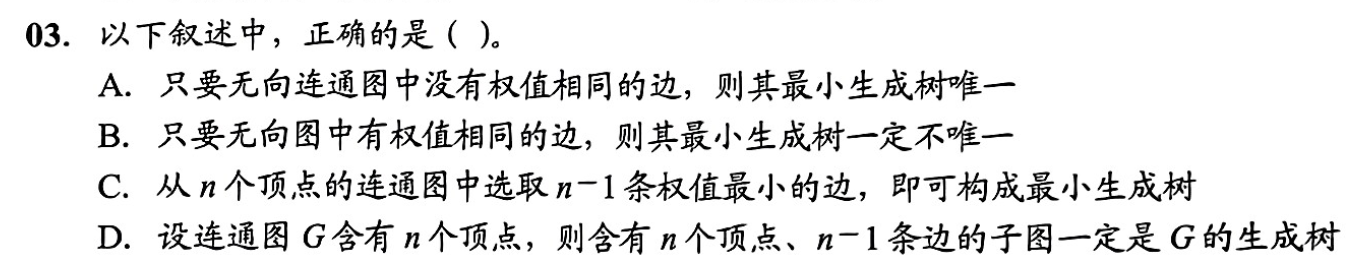 03. 以下叙述中，正确的是（ ）。
A. 只要无向连通图中没有权值相同的边，则其最小生成树唯一
B. 只要无向图中有权值相同的边，则其最小生成树一定不唯一
C. 从 n 个顶点的连通图中选取 n－1 条权值最小的边，即可构成最小生成树
D. 设连通图 G 含有 n 个顶点，则含有 n 个顶点、n－1 条边的子图一定是 G 的生成树